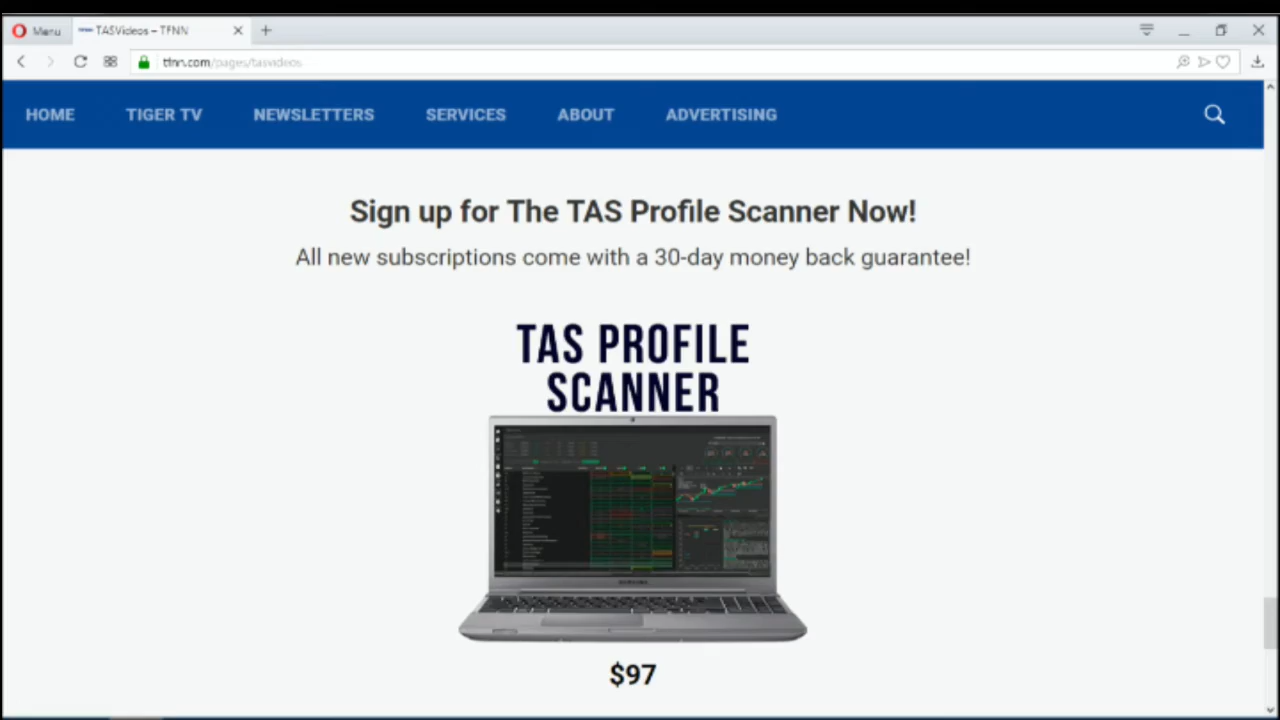 Menu
TASVideos – TFNN
tfnn.com/pages/tasvideos
HOME TIGER TV NEWSLETTERS SERVICES ABOUT ADVERTISING
Sign up for The TAS Profile Scanner Now!
All new subscriptions come with a 30-day money back guarantee!
TAS PROFILE
SCANNER
$97